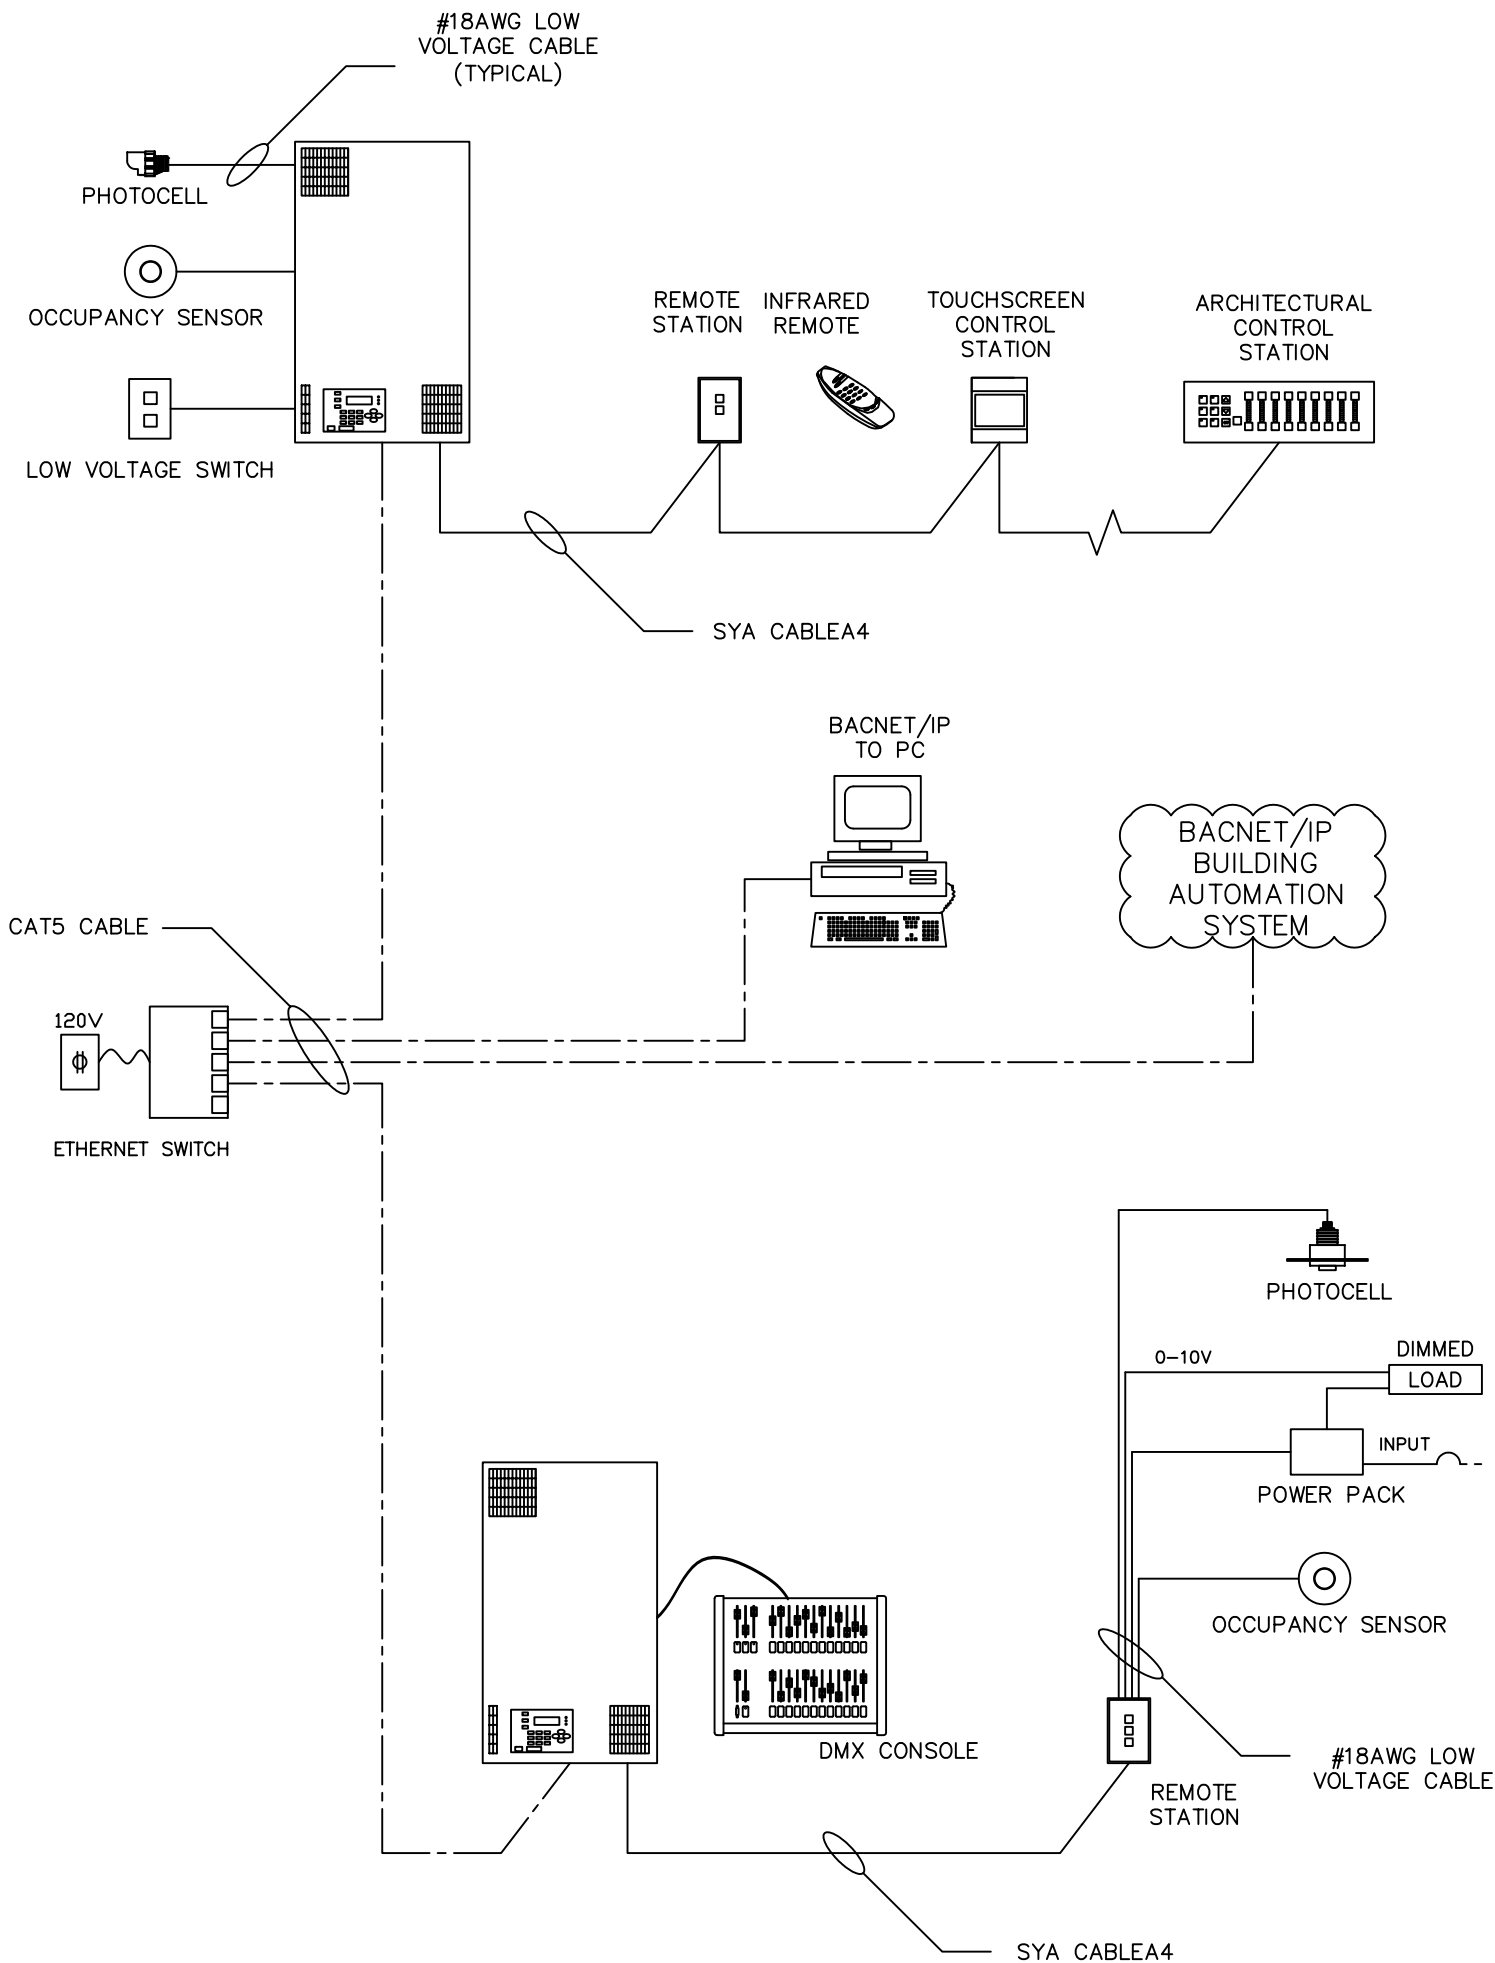 #18AWG LOW
VOLTAGE CABLE
(TYPICAL)
PHOTOCELL
OCCUPANCY SENSOR
LOW VOLTAGE SWITCH
REMOTE
STATION
INFRARED
REMOTE
TOUCHSCREEN
CONTROL
STATION
ARCHITECTURAL
CONTROL
STATION
SYA CABLEA4
BACNET/IP
TO PC
BACNET/IP
BUILDING
AUTOMATION
SYSTEM
CAT5 CABLE
120V
ETHERNET SWITCH
PHOTOCELL
0-10V
DIMMED
LOAD
INPUT
POWER PACK
OCCUPANCY SENSOR
DMX CONSOLE
#18AWG LOW
VOLTAGE CABLE
REMOTE
STATION
SYA CABLEA4